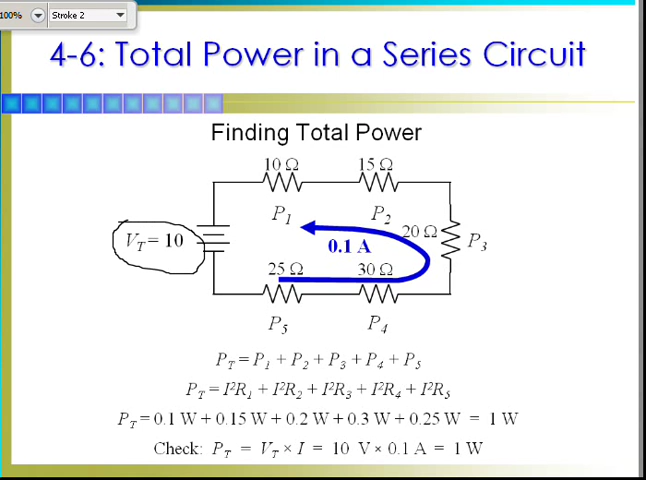 100% Stroke 2
4-6: Total Power in a Series Circuit
Finding Total Power
10 Ω 15 Ω
P1 P2
20 Ω P3
VT= 10
0.1 A
25 Ω 30 Ω
P5 P4
PT = P1 + P2 + P3 + P4 + P5
PT = I²R1 + I²R2 + I²R3 + I²R4 + I²R5
PT = 0.1 W + 0.15 W + 0.2 W + 0.3 W + 0.25 W = 1 W
Check: PT = VT × I = 10 V × 0.1 A = 1 W